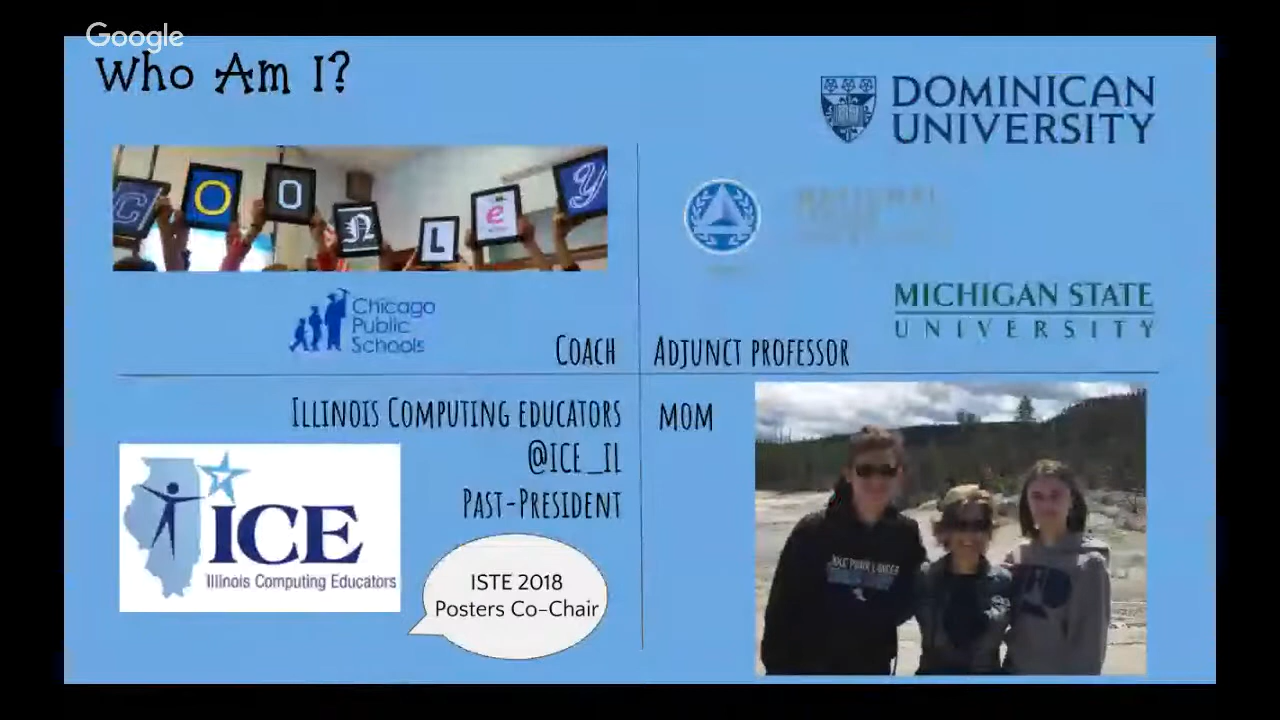 Google
Who Am I?
DOMINICAN
UNIVERSITY
C O O N L e Y
MICHIGAN STATE
UNIVERSITY
Chicago
Public
Schools
COACH
ADJUNCT PROFESSOR
ILLINOIS COMPUTING EDUCATORS
@ICE_IL
PAST-PRESIDENT
MOM
ICE
Illinois Computing Educators
ISTE 2018
Posters Co-Chair